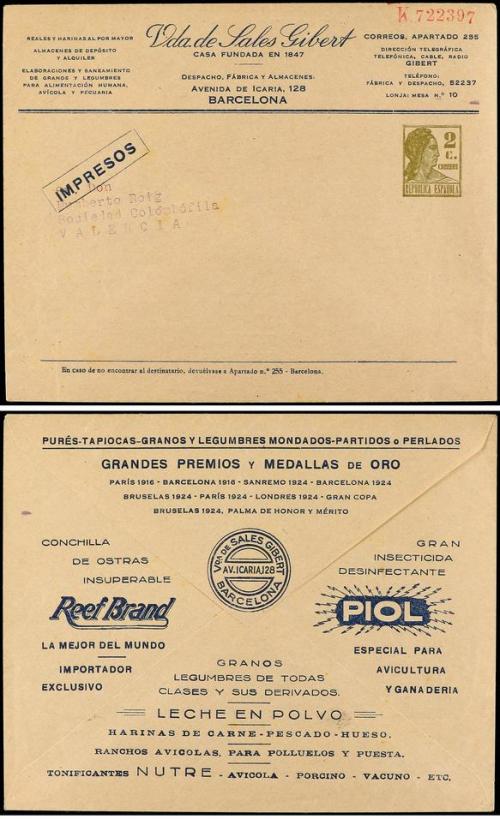 K.722397
REALES Y HARINAS AL POR MAYOR
ALMACENES DE DEPÓSITO
Y ALQUILER
ELABORACIONES Y SANEAMIENTO
DE GRANOS Y LEGUMBRES
PARA ALIMENTACIÓN HUMANA,
AVÍCOLA Y PECUARIA
Vda. de Sales Gibert
CASA FUNDADA EN 1847
DESPACHO, FÁBRICA Y ALMACENES:
AVENIDA DE ICARIA, 128
BARCELONA
CORREOS, APARTADO 255
DIRECCIÓN TELEGRÁFICA
TELEFÓNICA, CABLE, RADIO
GIBERT
TELÉFONO:
FÁBRICA Y DESPACHO, 52237
LONJA: MESA N.º 10
2
C.
CORREOS
REPÚBLICA ESPAÑOLA
IMPRESOS
Don
Roig
Sociedad Colombófila
VALENCIA
En caso de no encontrar al destinatario, devuélvase a Apartado n.º 255 - Barcelona.
PURÉS-TAPIOCAS-GRANOS Y LEGUMBRES MONDADOS-PARTIDOS o PERLADOS
GRANDES PREMIOS Y MEDALLAS DE ORO
PARÍS 1916 - BARCELONA 1916 - SANREMO 1924 - BARCELONA 1924
BRUSELAS 1924 - PARÍS 1924 - LONDRES 1924 - GRAN COPA
BRUSELAS 1924, PALMA DE HONOR Y MÉRITO
CONCHILLA
DE OSTRAS
INSUPERABLE
Reef Brand
LA MEJOR DEL MUNDO
IMPORTADOR
EXCLUSIVO
VDA DE SALES GIBERT
AV. ICARIA 128
BARCELONA
GRAN
INSECTICIDA
DESINFECTANTE
PIOL
ESPECIAL PARA
AVICULTURA
Y GANADERIA
GRANOS
LEGUMBRES DE TODAS
CLASES Y SUS DERIVADOS.
LECHE EN POLVO
HARINAS DE CARNE-PESCADO-HUESO.
RANCHOS AVICOLAS, PARA POLLUELOS Y PUESTA.
TONIFICANTES NUTRE - AVICOLA - PORCINO - VACUNO - ETC.